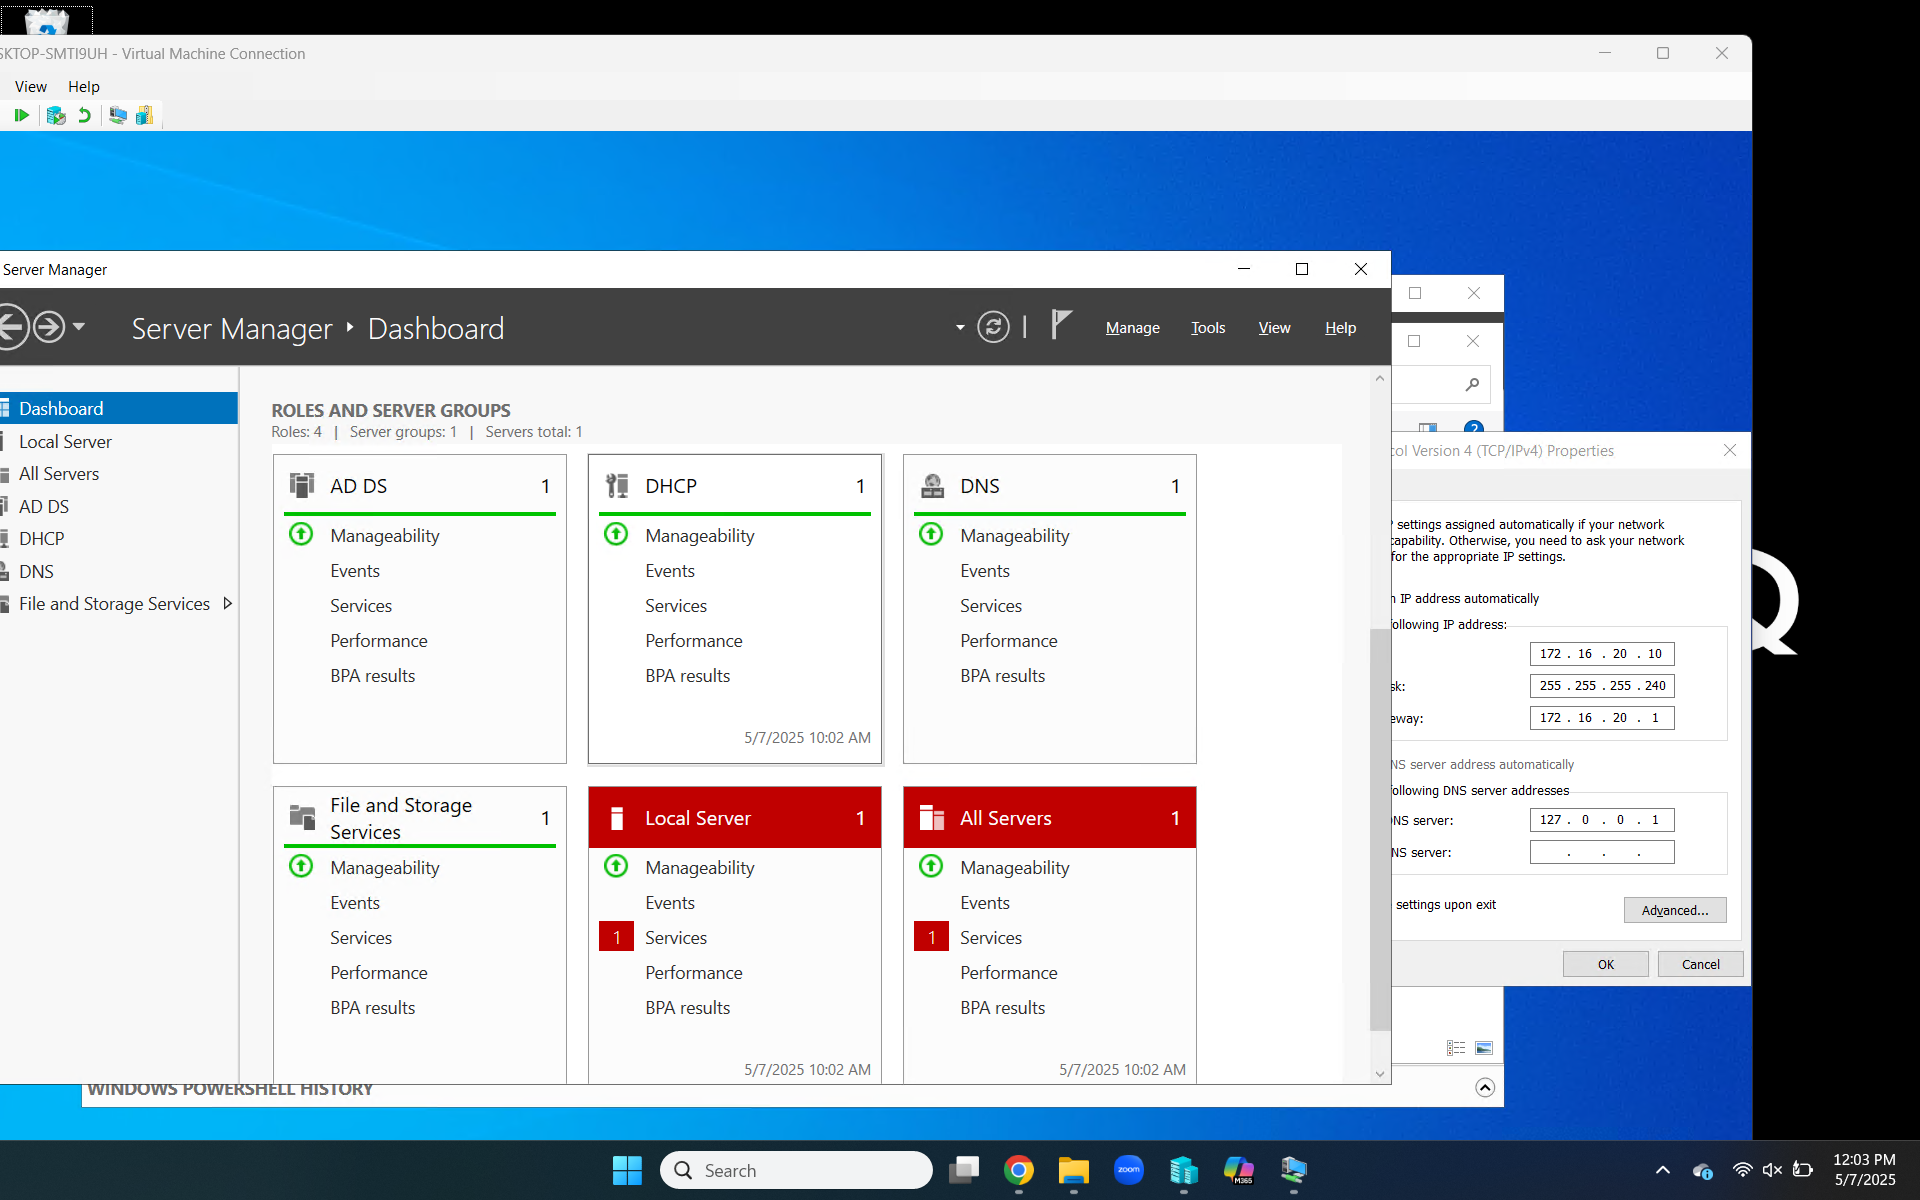 SKTOP-SMTI9UH - Virtual Machine Connection
View Help
Server Manager
Server Manager Dashboard
Manage Tools View Help
Dashboard
Local Server
All Servers
AD DS
DHCP
DNS
File and Storage Services
ROLES AND SERVER GROUPS
Roles: 4 | Server groups: 1 | Servers total: 1
AD DS 1
Manageability
Events
Services
Performance
BPA results
DHCP 1
Manageability
Events
Services
Performance
BPA results
5/7/2025 10:02 AM
DNS 1
Manageability
Events
Services
Performance
BPA results
File and Storage
Services 1
Manageability
Events
Services
Performance
BPA results
Local Server 1
Manageability
Events
1 Services
Performance
BPA results
5/7/2025 10:02 AM
All Servers 1
Manageability
Events
1 Services
Performance
BPA results
5/7/2025 10:02 AM
WINDOWS POWERSHELL HISTORY
?
col Version 4 (TCP/IPv4) Properties
P settings assigned automatically if your network
capability. Otherwise, you need to ask your network
for the appropriate IP settings.
n IP address automatically
following IP address:
172 . 16 . 20 . 10
sk: 255 . 255 . 255 . 240
eway: 172 . 16 . 20 . 1
NS server address automatically
following DNS server addresses
NS server: 127 . 0 . 0 . 1
NS server: . . .
settings upon exit
Advanced...
OK Cancel
Q
Search
zoom
M365
12:03 PM
5/7/2025